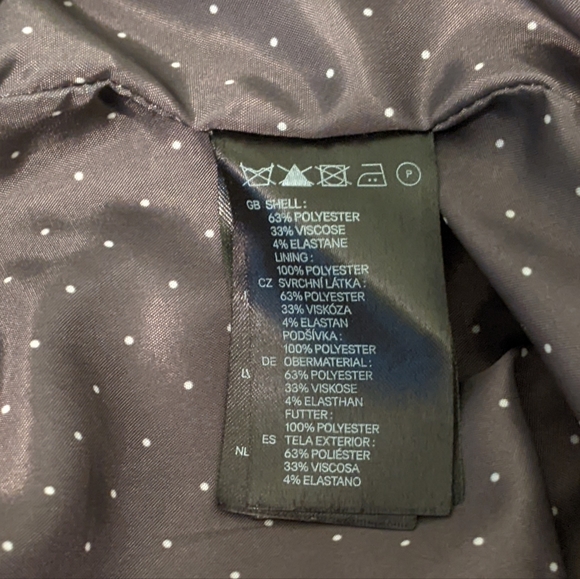 P
GB SHELL:
63% POLYESTER
33% VISCOSE
4% ELASTANE
LINING:
100% POLYESTER
CZ SVRCHNÍ LÁTKA:
63% POLYESTER
33% VISKÓZA
4% ELASTAN
PODŠÍVKA:
100% POLYESTER
DE OBERMATERIAL:
63% POLYESTER
33% VISKOSE
4% ELASTHAN
FUTTER:
100% POLYESTER
ES TELA EXTERIOR:
63% POLIÉSTER
33% VISCOSA
4% ELASTANO
NL